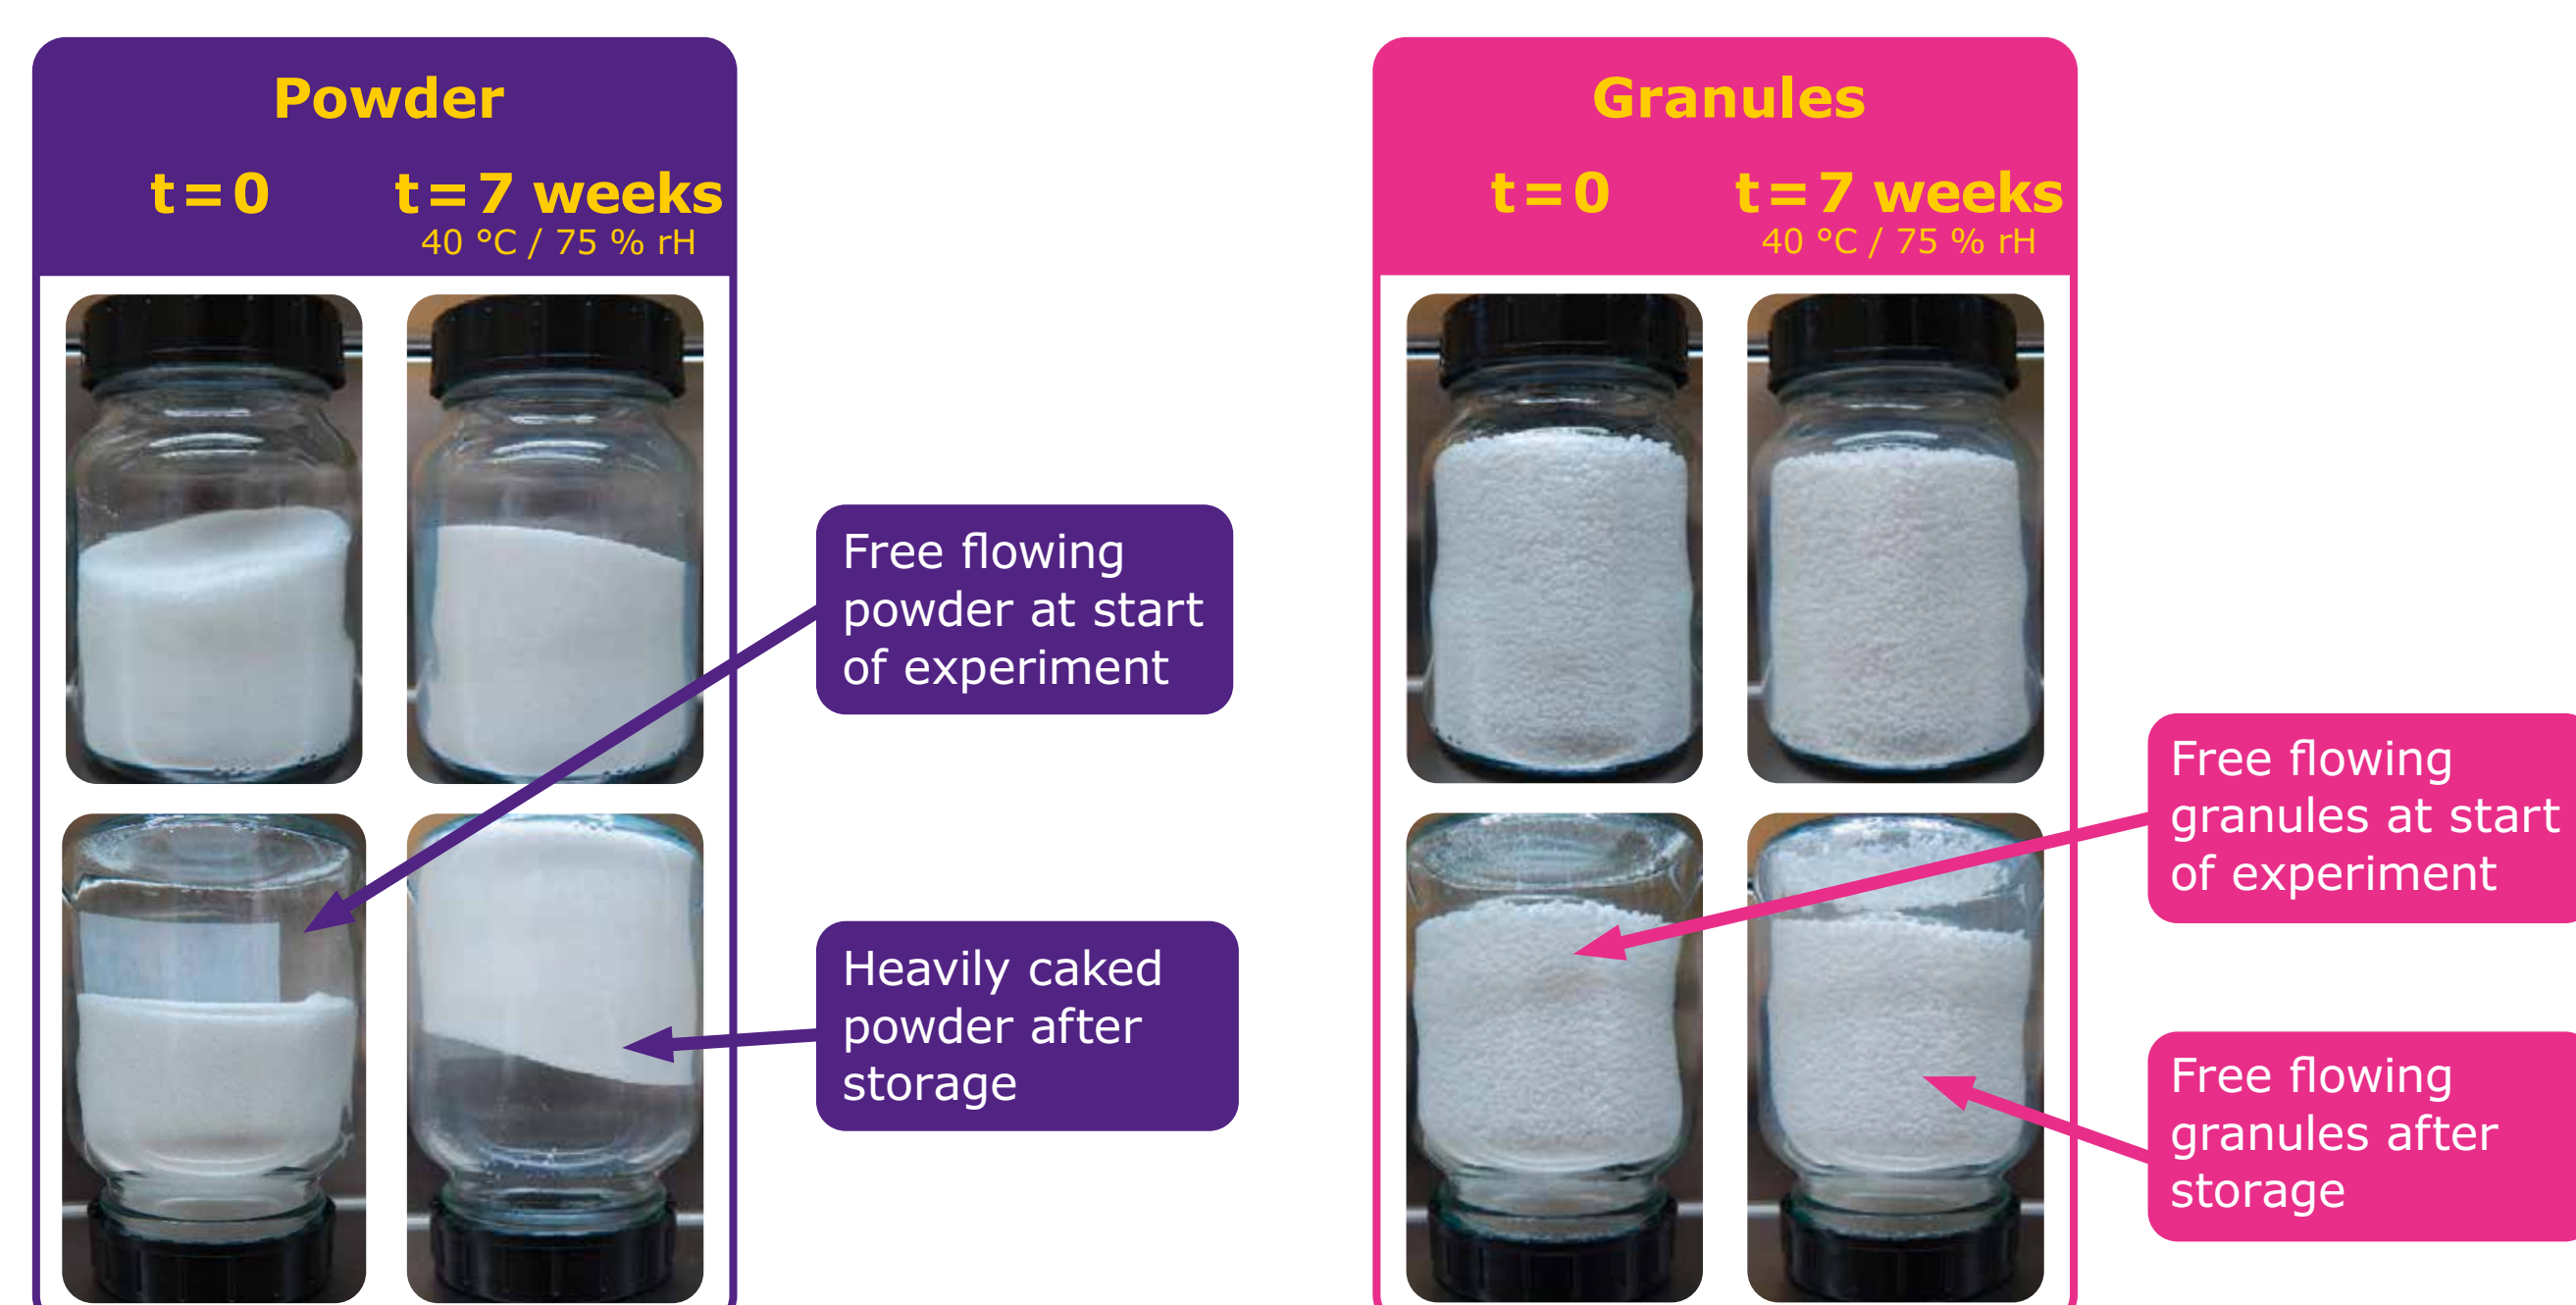 Powder
t=0 t=7 weeks
40 °C / 75 % rH
Free flowing
powder at start
of experiment
Heavily caked
powder after
storage
Granules
t=0 t=7 weeks
40 °C / 75 % rH
Free flowing
granules at start
of experiment
Free flowing
granules after
storage